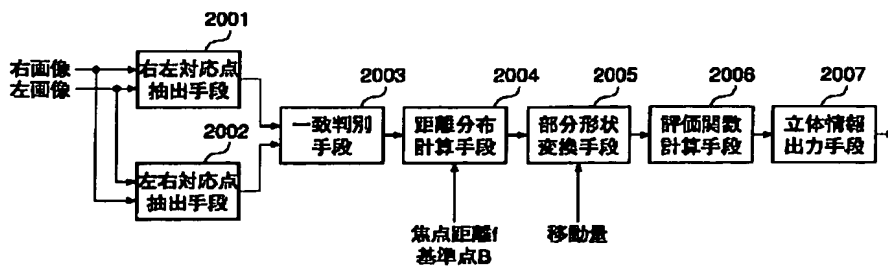 2001
右画像
左画像
右左対応点
抽出手段
2002
左右対応点
抽出手段
2003
一致判別
手段
2004
距離分布
計算手段
焦点距離f
基準点B
2005
部分形状
変換手段
移動量
2006
評価関数
計算手段
2007
立体情報
出力手段